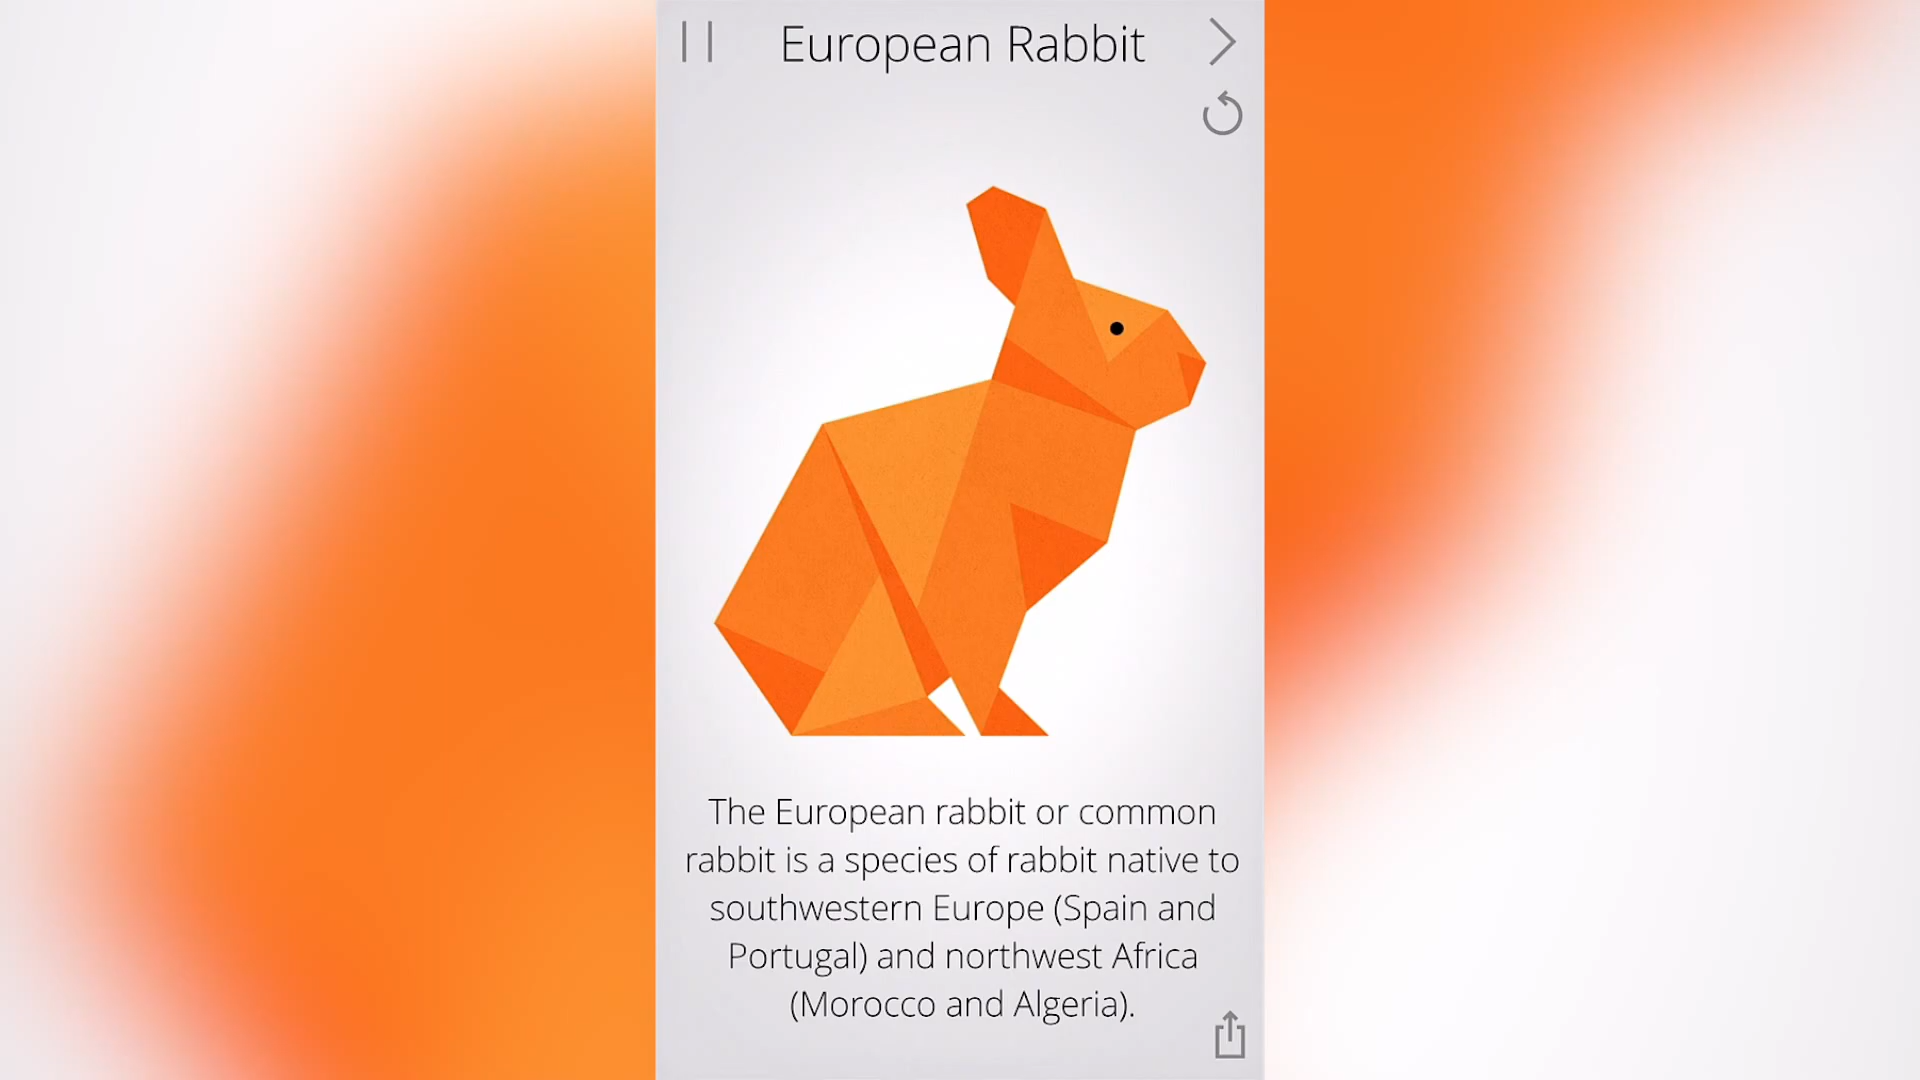 European Rabbit
The European rabbit or common
rabbit is a species of rabbit native to
southwestern Europe (Spain and
Portugal) and northwest Africa
(Morocco and Algeria).